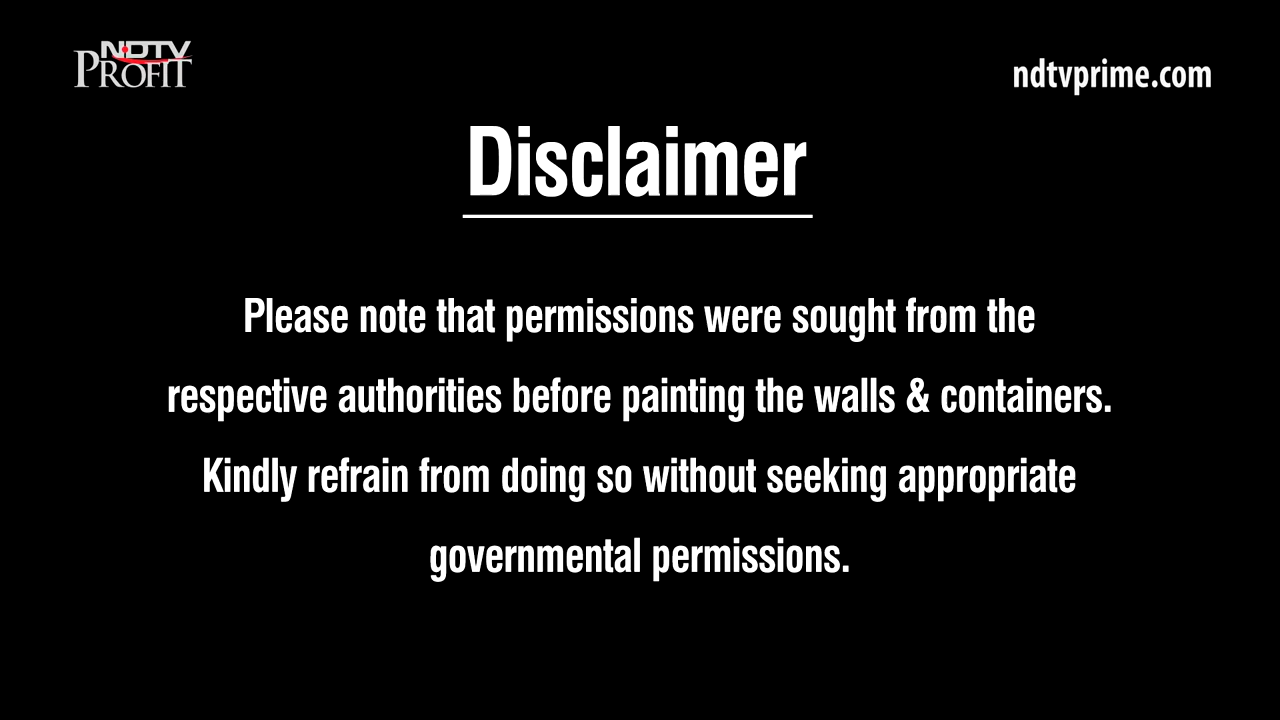 NDTV
PROFIT
ndtvprime.com
Disclaimer
Please note that permissions were sought from the
respective authorities before painting the walls & containers.
Kindly refrain from doing so without seeking appropriate
governmental permissions.